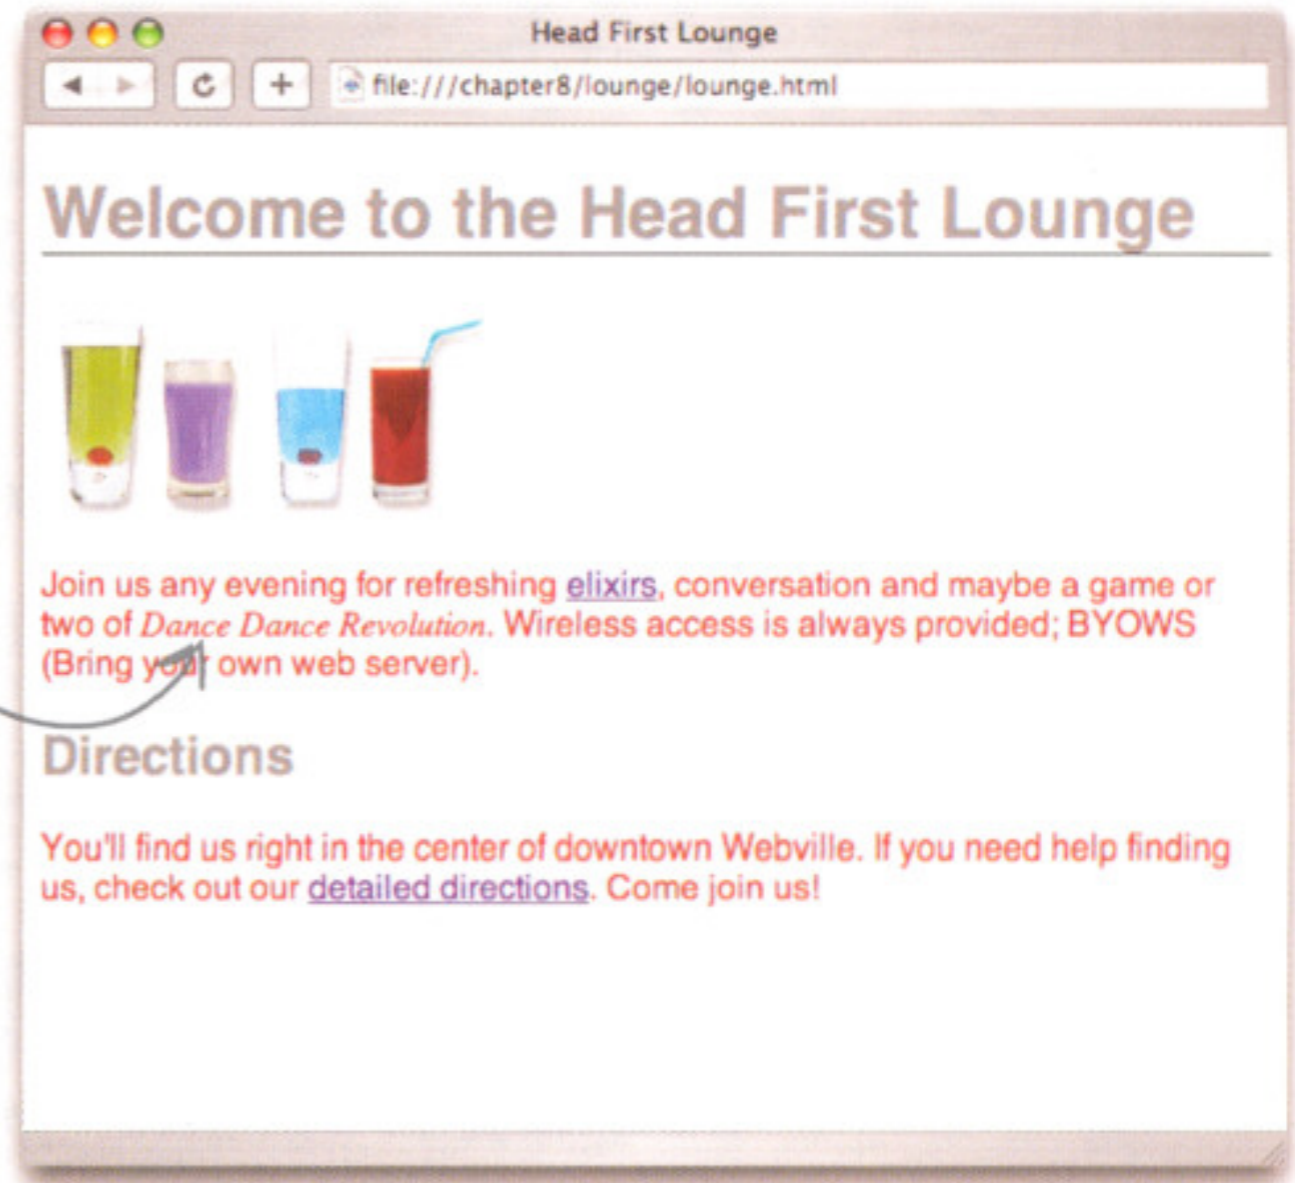 Head First Lounge
file:///chapter8/lounge/lounge.html
Welcome to the Head First Lounge
Join us any evening for refreshing elixirs, conversation and maybe a game or
two of Dance Dance Revolution. Wireless access is always provided; BYOWS
(Bring your own web server).
Directions
You'll find us right in the center of downtown Webville. If you need help finding
us, check out our detailed directions. Come join us!